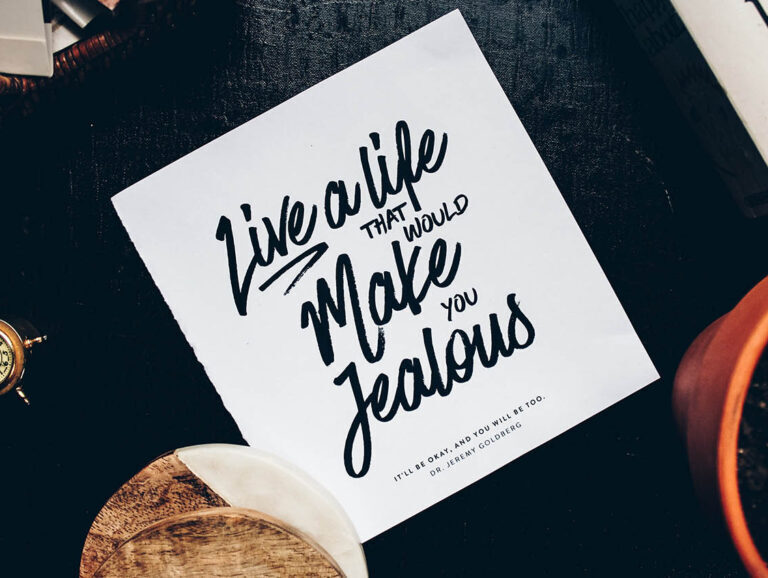 Live a life
THAT WOULD
Make
YOU
Jealous
IT'LL BE OKAY, AND YOU WILL BE TOO.
DR. JEREMY GOLDBERG